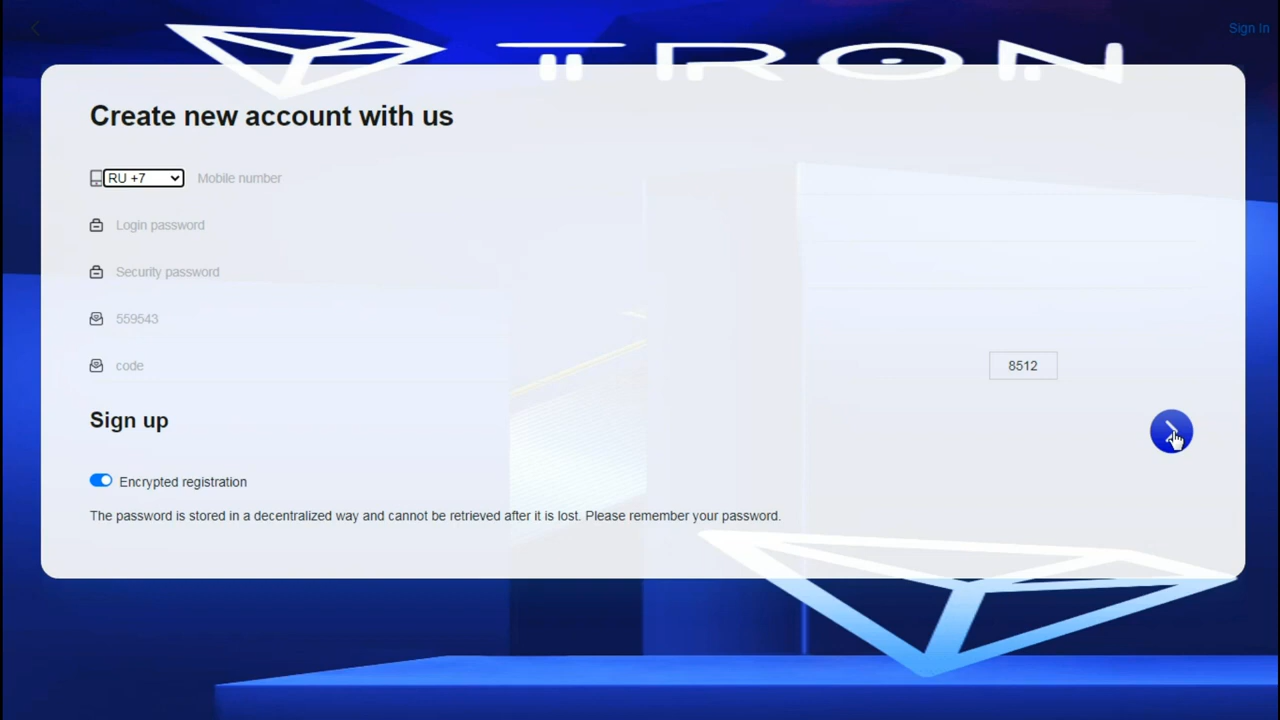 Sign In
TRON
Create new account with us
RU +7 Mobile number
Login password
Security password
559543
code 8512
Sign up
Encrypted registration
The password is stored in a decentralized way and cannot be retrieved after it is lost. Please remember your password.